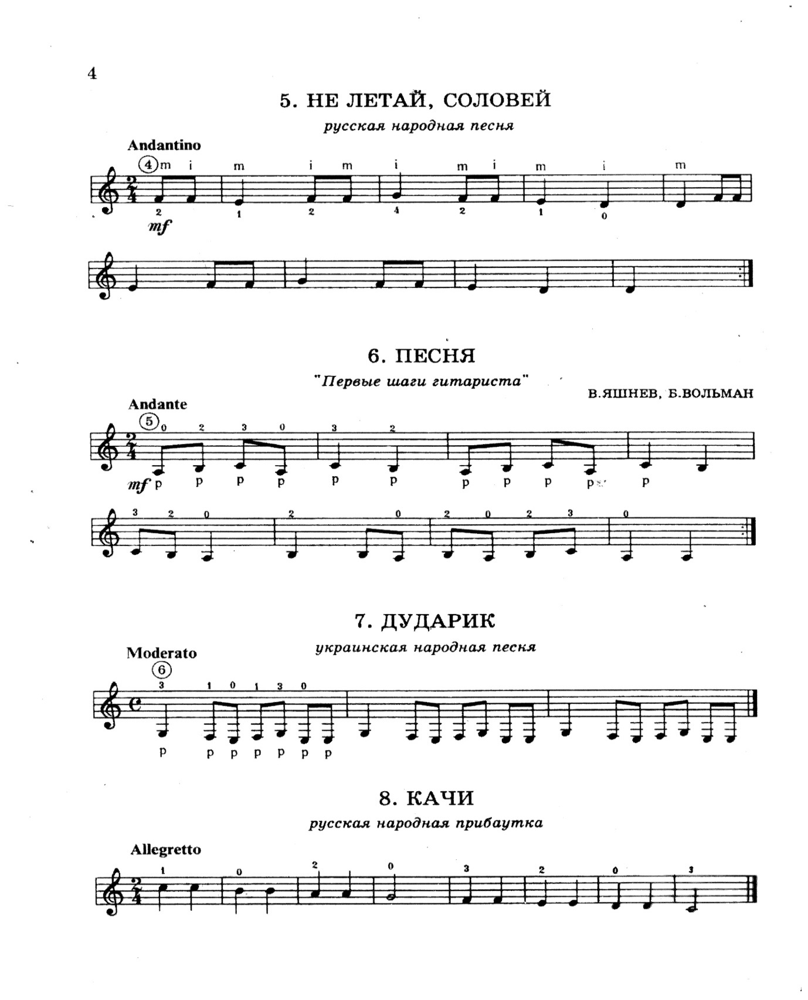 4
5. НЕ ЛЕТАЙ, СОЛОВЕЙ
русская народная песня
Andantino
4 m i m i m i m i m i m
2 1 2 4 2 1 0
mf
6. ПЕСНЯ
"Первые шаги гитариста"
В.ЯШНЕВ, Б.ВОЛЬМАН
Andante
5 0 2 3 0 3 2
mf p p p p p p p p p p p
3 2 0 2 0 2 0 2 3 0
7. ДУДАРИК
украинская народная песня
Moderato
6
3 1 0 1 3 0
p p p p p p p
8. КАЧИ
русская народная прибаутка
Allegretto
1 0 2 0 3 2 0 3